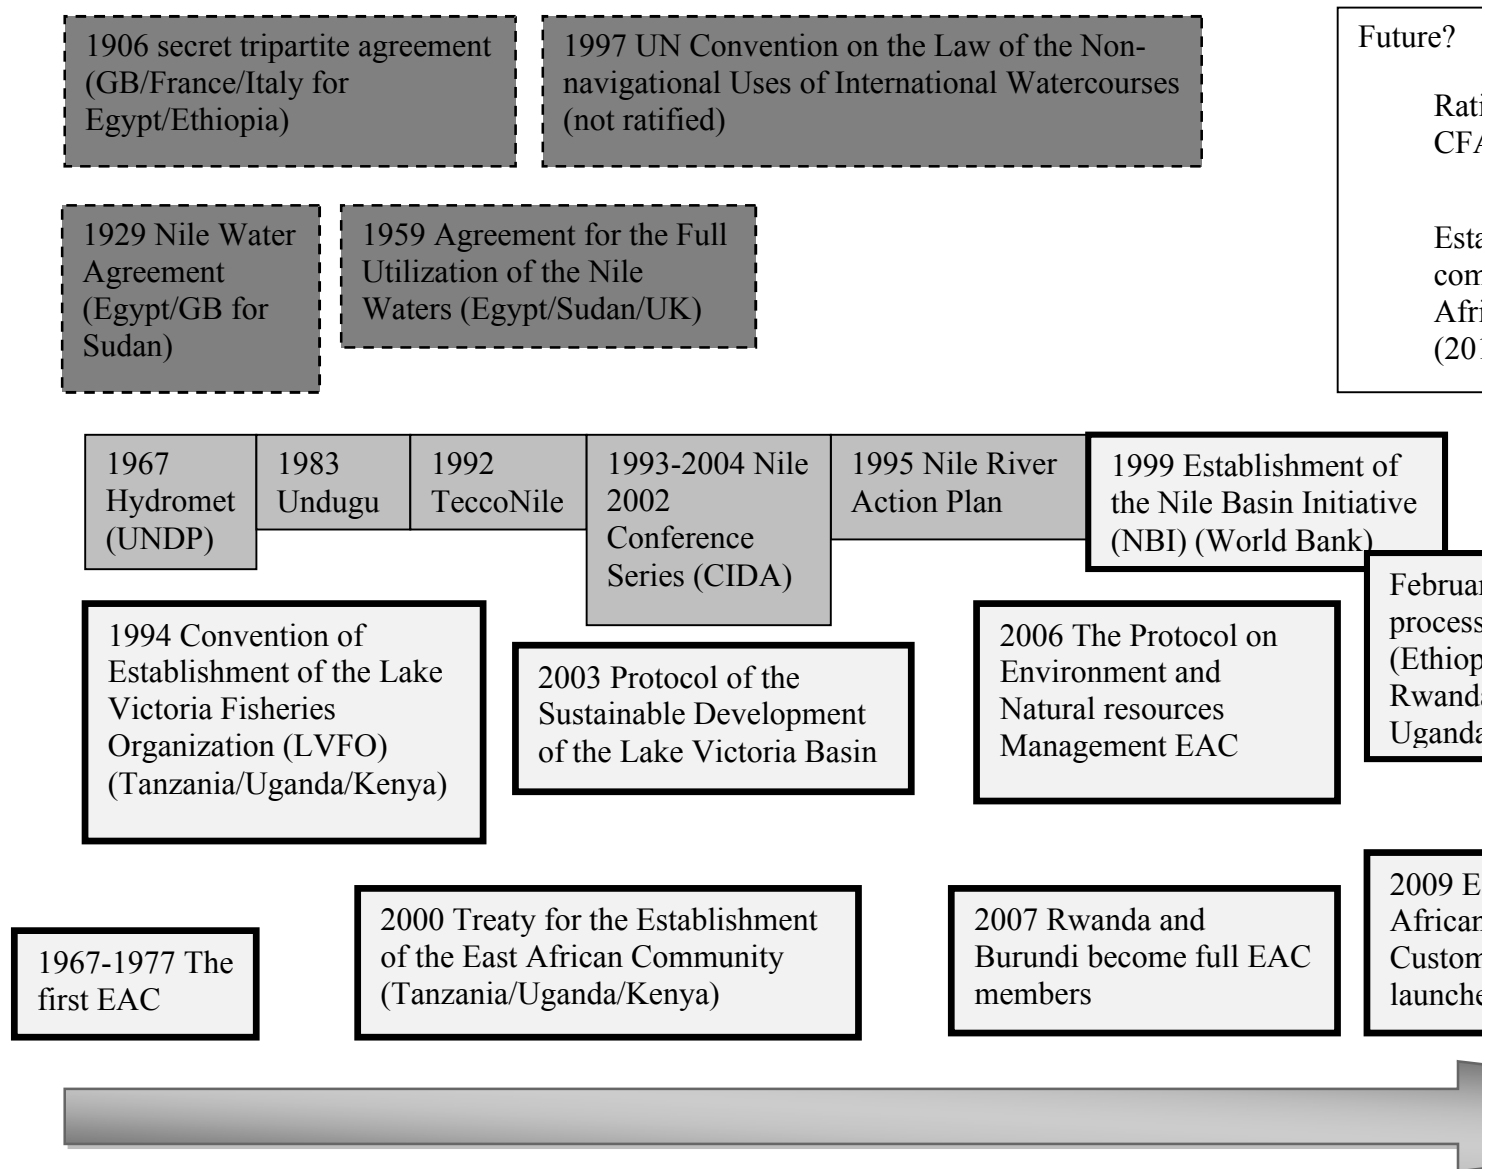 1906 secret tripartite agreement
(GB/France/Italy for
Egypt/Ethiopia)
1997 UN Convention on the Law of the Non-
navigational Uses of International Watercourses
(not ratified)
Future?
1929 Nile Water
Agreement
(Egypt/GB for
Sudan)
1959 Agreement for the Full
Utilization of the Nile
Waters (Egypt/Sudan/UK)
1967
Hydromet
(UNDP)
1983
Undugu
1992
TeccoNile
1993-2004 Nile
2002
Conference
Series (CIDA)
1995 Nile River
Action Plan
1999 Establishment of
the Nile Basin Initiative
(NBI) (World Bank)
1994 Convention of
Establishment of the Lake
Victoria Fisheries
Organization (LVFO)
(Tanzania/Uganda/Kenya)
2003 Protocol of the
Sustainable Development
of the Lake Victoria Basin
2006 The Protocol on
Environment and
Natural resources
Management EAC
process
Uganda
1967-1977 The
first EAC
2000 Treaty for the Establishment
of the East African Community
(Tanzania/Uganda/Kenya)
2007 Rwanda and
Burundi become full EAC
members
2009
African